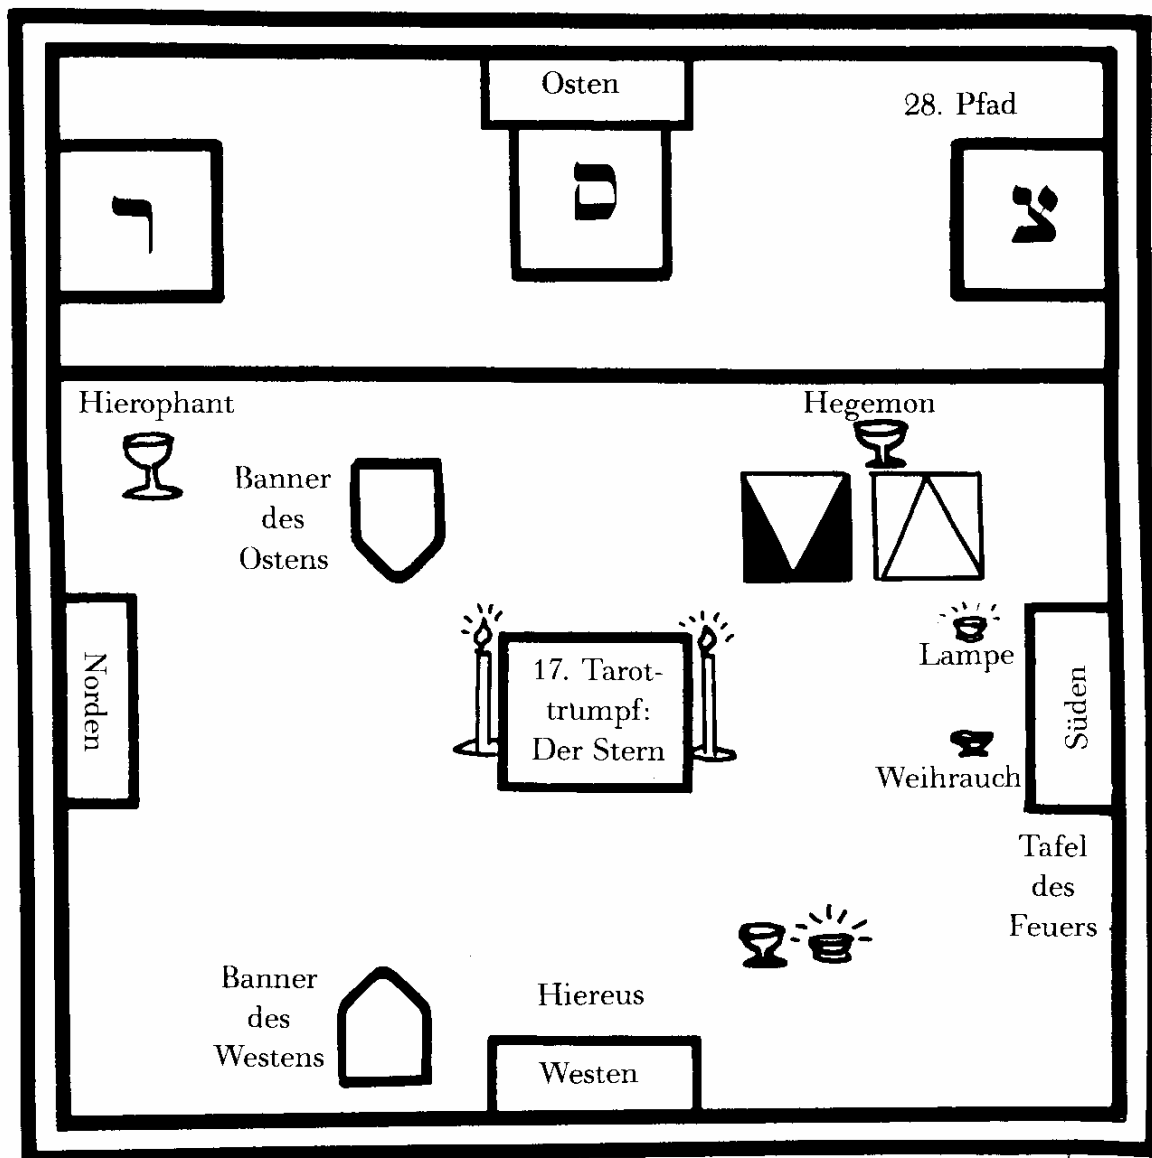 Osten
28. Pfad
ר
ס
צ
Hierophant
Hegemon
Banner
des
Ostens
Norden
17. Tarot-
trumpf:
Der Stern
Lampe
Weihrauch
Süden
Tafel
des
Feuers
Banner
des
Westens
Hiereus
Westen